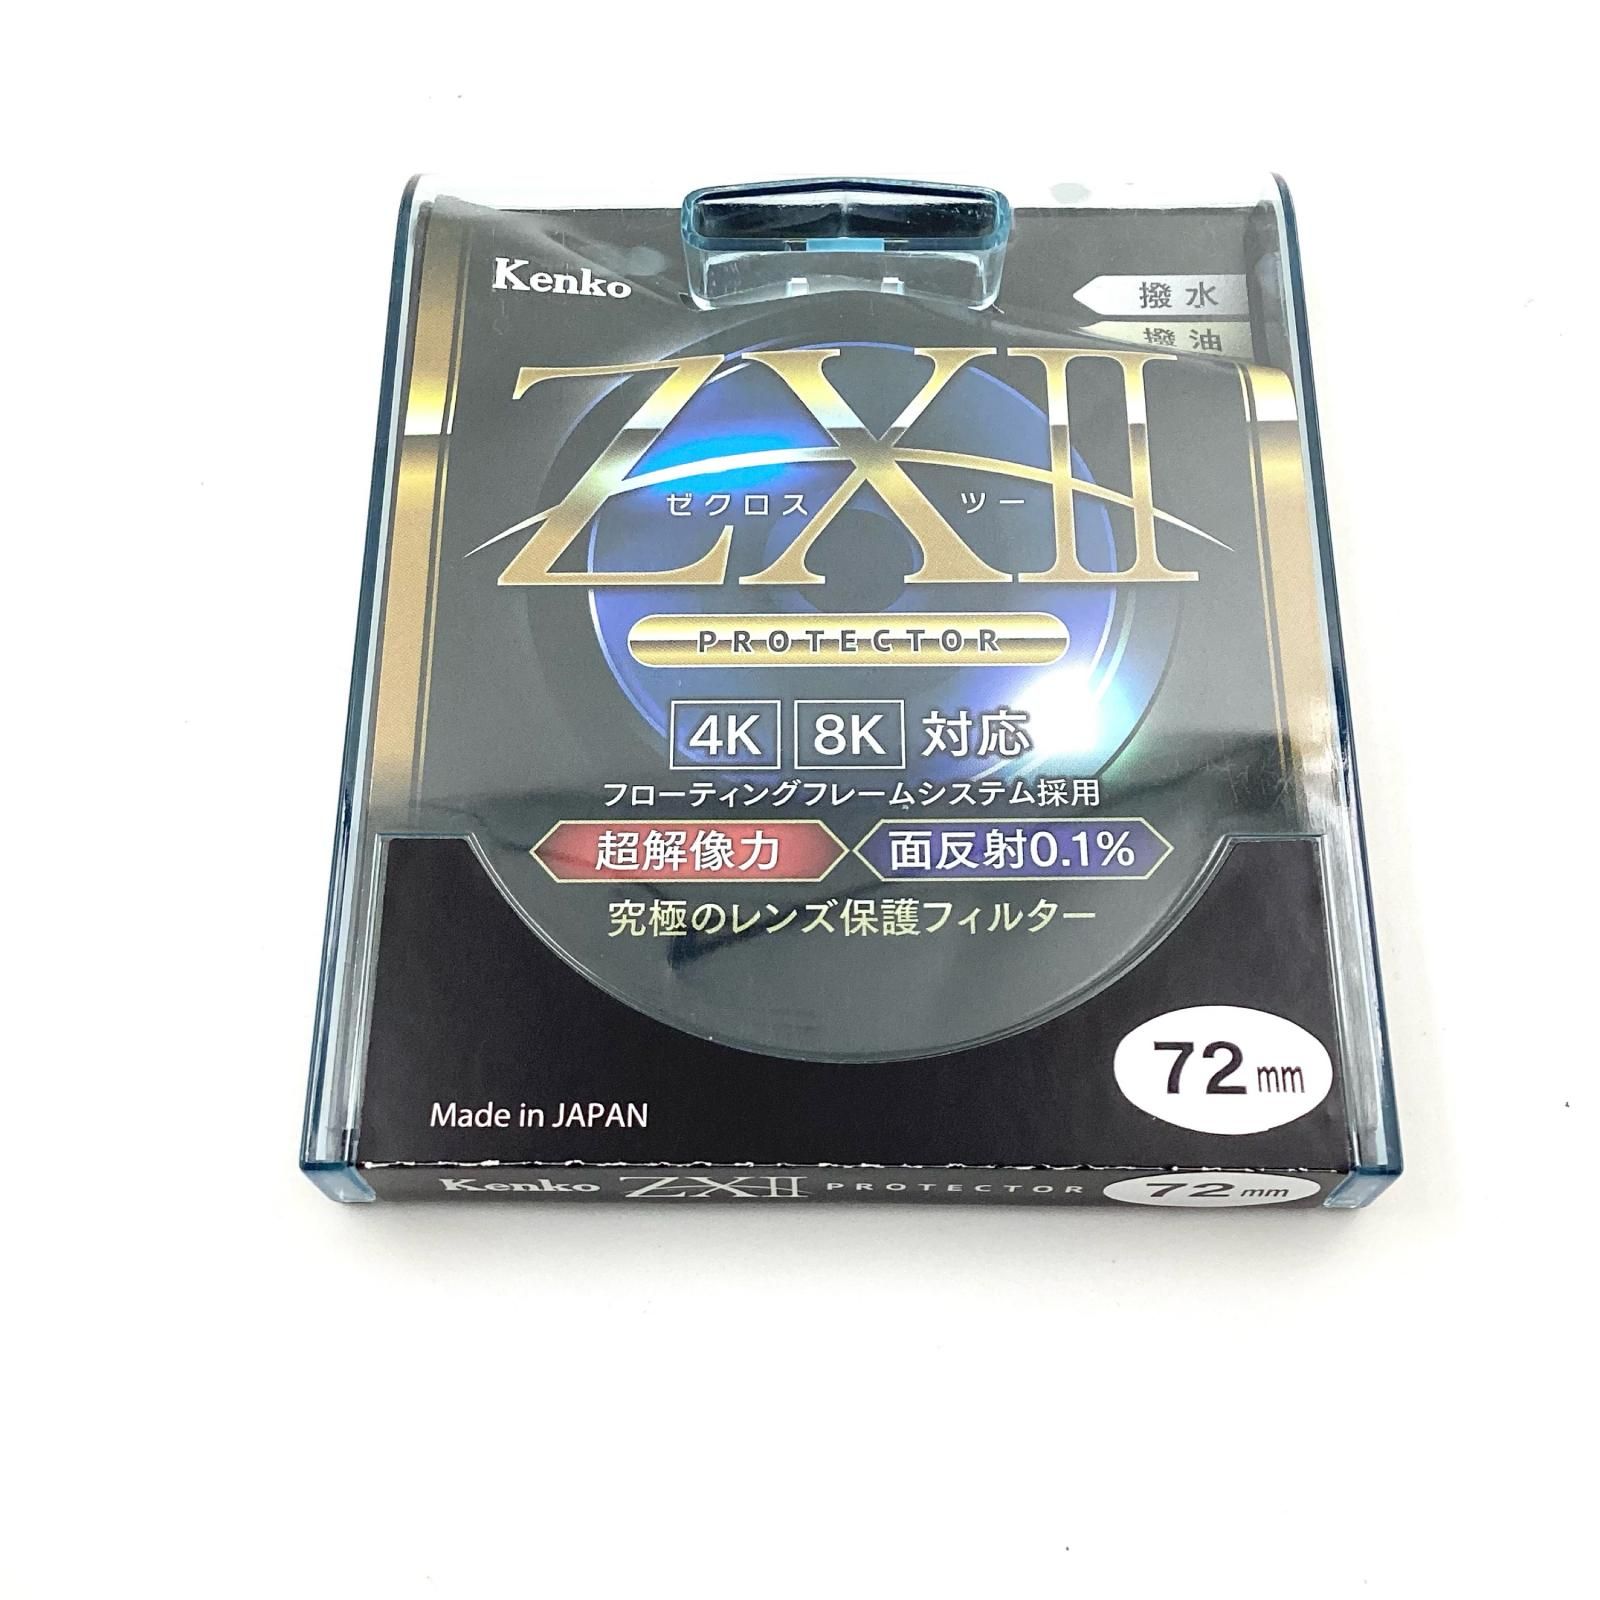 Kenko
撥水
撥油
ZXII
ゼクロス ツー
PROTECTOR
4K 8K 対応
フローティングフレームシステム採用
超解像力 面反射0.1%
究極のレンズ保護フィルター
72mm
Made in JAPAN
Kenko ZXII PROTECTOR 72mm